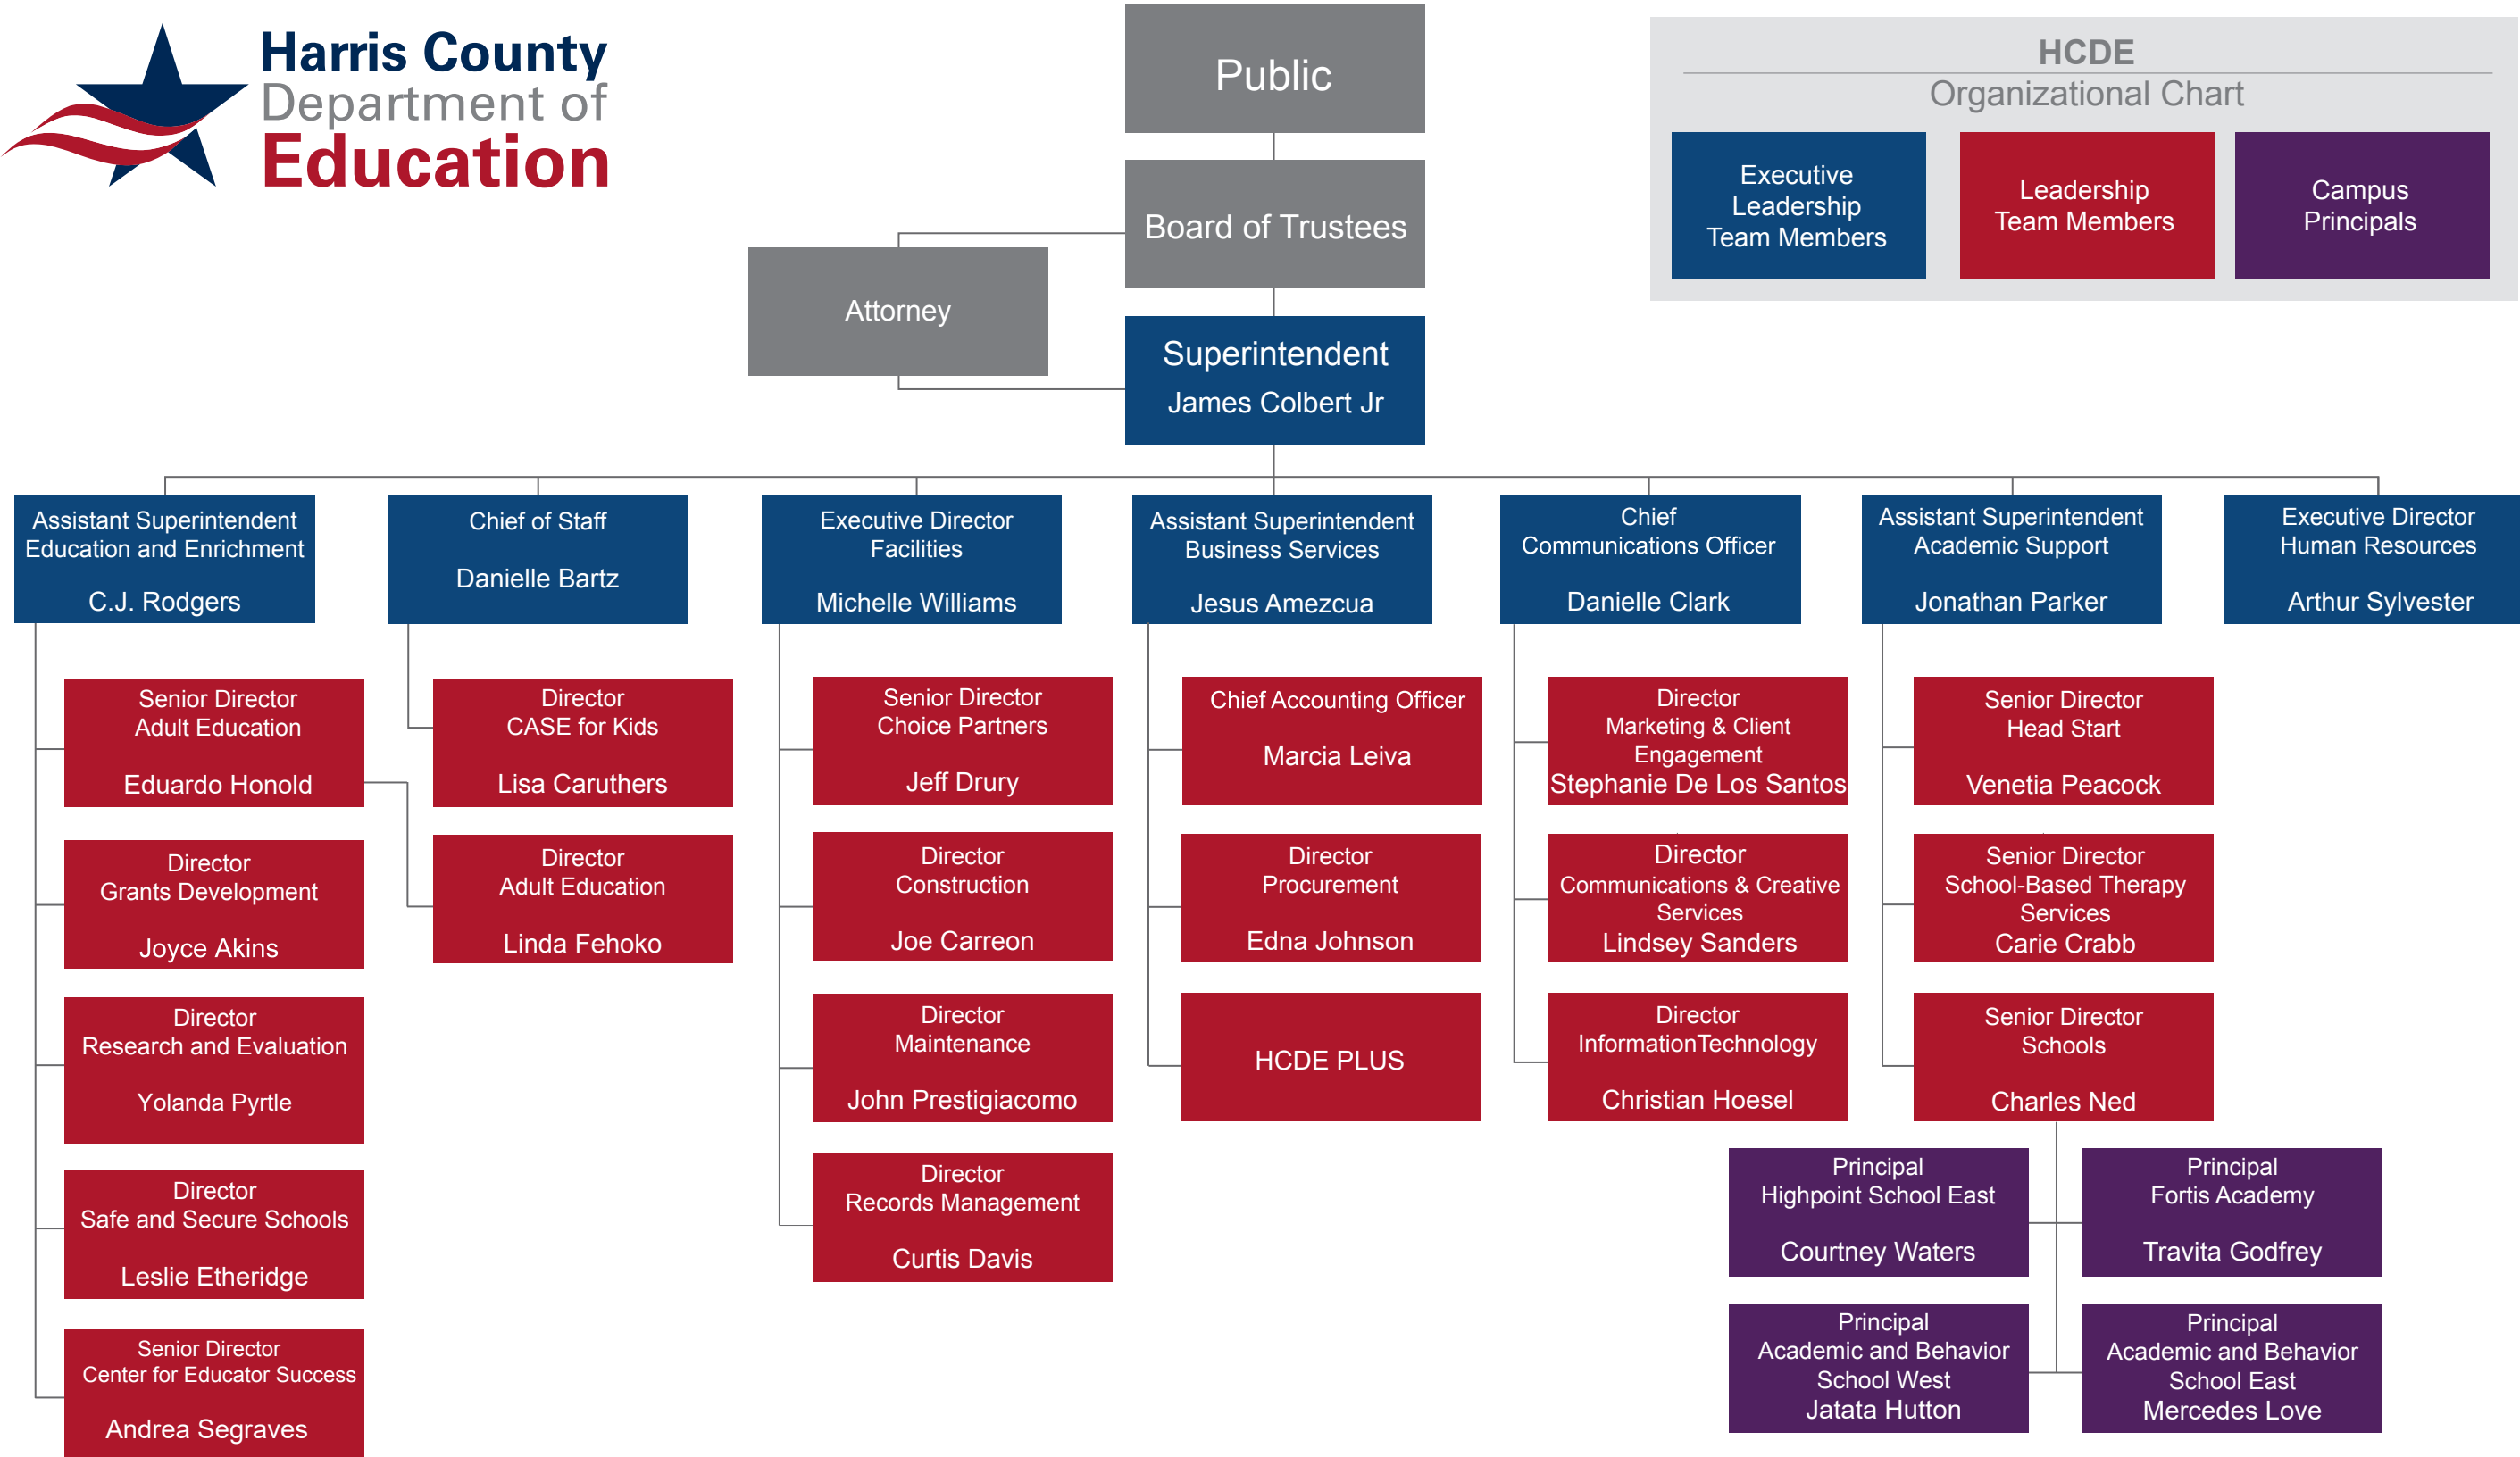 Harris County
Department of
Education
Public
HCDE
Organizational Chart
Executive
Leadership
Team Members
Leadership
Team Members
Campus
Principals
Board of Trustees
Attorney
Superintendent
James Colbert Jr
Assistant Superintendent
Education and Enrichment
C.J. Rodgers
Chief of Staff
Danielle Bartz
Executive Director
Facilities
Michelle Williams
Assistant Superintendent
Business Services
Jesus Amezcua
Chief
Communications Officer
Danielle Clark
Assistant Superintendent
Academic Support
Jonathan Parker
Executive Director
Human Resources
Arthur Sylvester
Senior Director
Adult Education
Eduardo Honold
Director
Grants Development
Joyce Akins
Director
Research and Evaluation
Yolanda Pyrtle
Director
Safe and Secure Schools
Leslie Etheridge
Senior Director
Center for Educator Success
Andrea Segraves
Director
CASE for Kids
Lisa Caruthers
Director
Adult Education
Linda Fehoko
Senior Director
Choice Partners
Jeff Drury
Director
Construction
Joe Carreon
Director
Maintenance
John Prestigiacomo
Director
Records Management
Curtis Davis
Chief Accounting Officer
Marcia Leiva
Director
Procurement
Edna Johnson
HCDE PLUS
Director
Marketing & Client
Engagement
Stephanie De Los Santos
Director
Communications & Creative
Services
Lindsey Sanders
Director
InformationTechnology
Christian Hoesel
Senior Director
Head Start
Venetia Peacock
Senior Director
School-Based Therapy
Services
Carie Crabb
Senior Director
Schools
Charles Ned
Principal
Highpoint School East
Courtney Waters
Principal
Fortis Academy
Travita Godfrey
Principal
Academic and Behavior
School West
Jatata Hutton
Principal
Academic and Behavior
School East
Mercedes Love